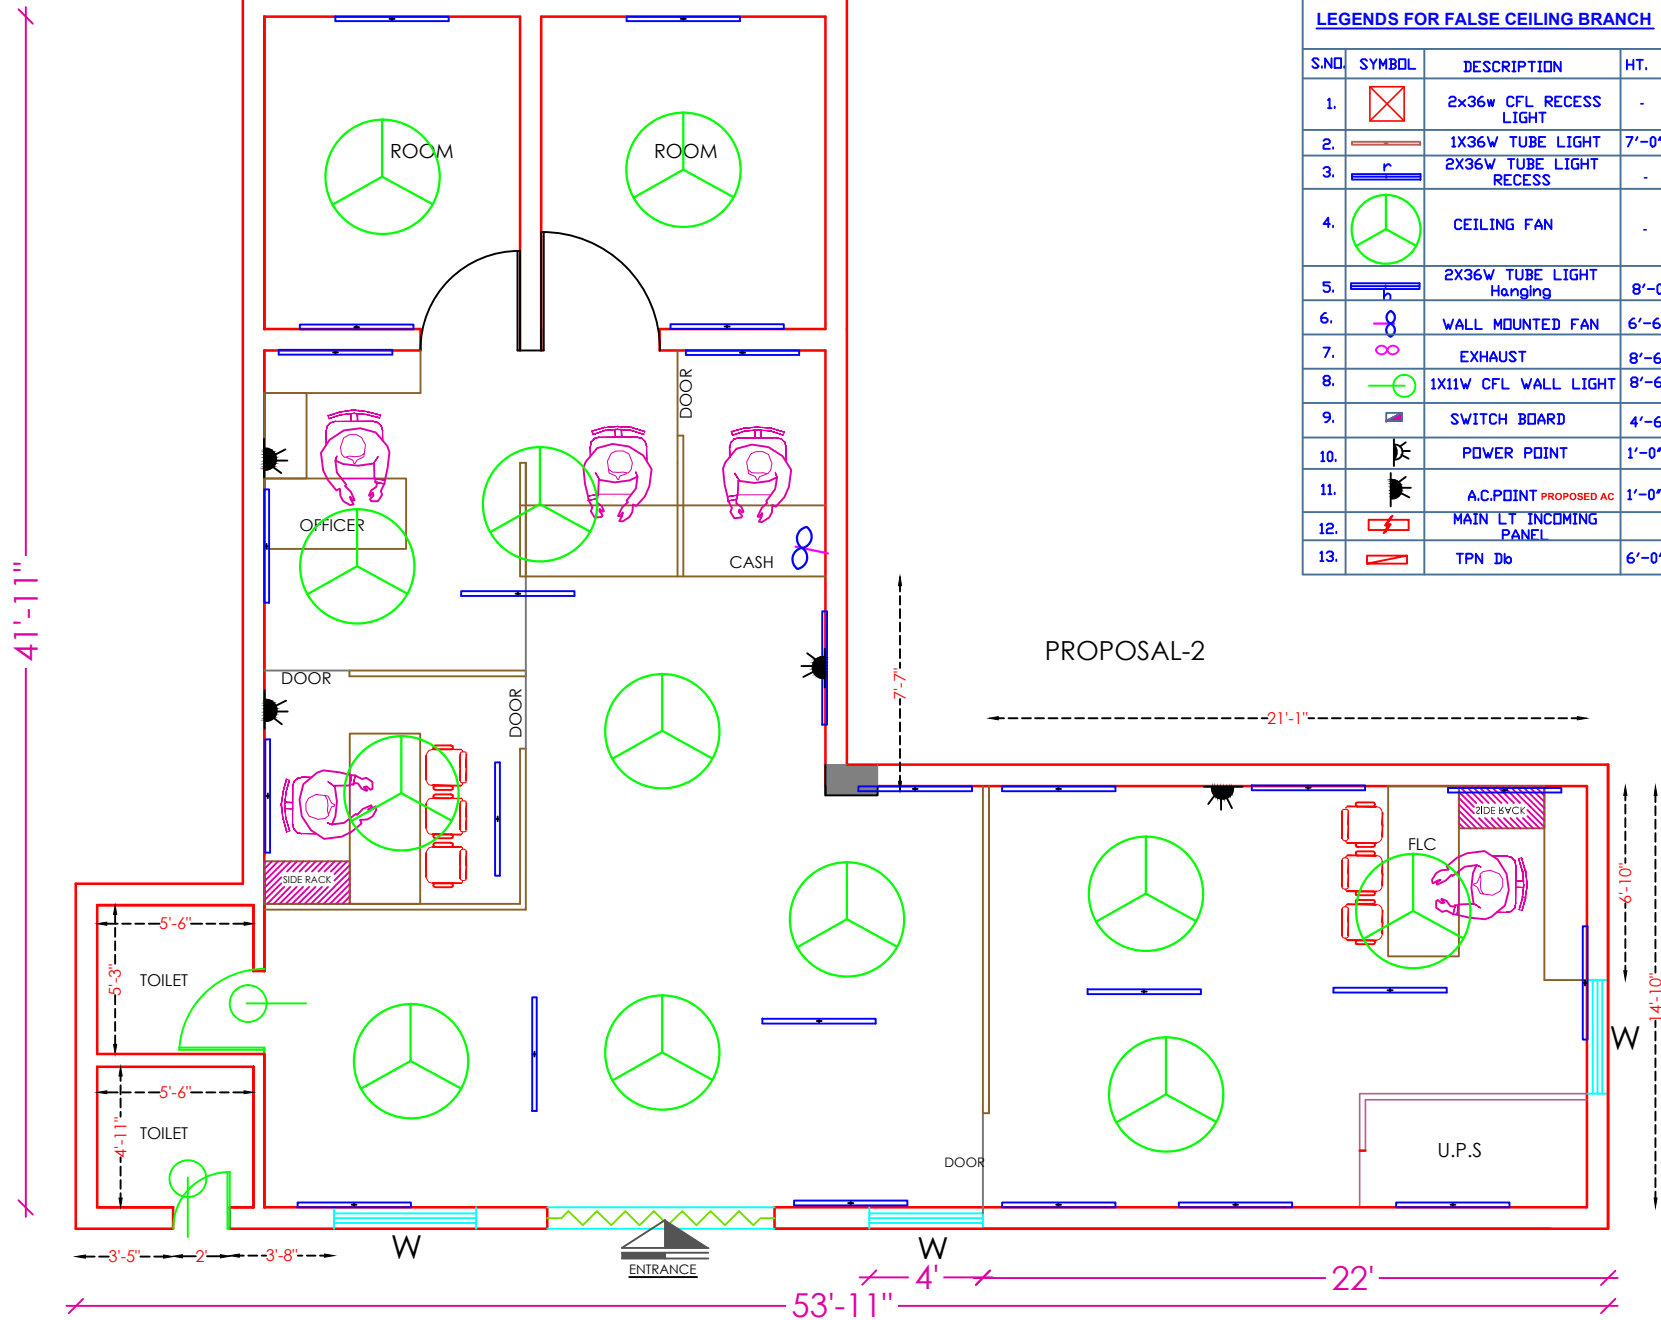 LEGENDS FOR FALSE CEILING BRANCH
S.NO. SYMBOL DESCRIPTION HT.
1. 2x36w CFL RECESS
LIGHT -
2. 1X36W TUBE LIGHT 7'-0"
3. r 2X36W TUBE LIGHT
RECESS -
4. CEILING FAN -
5. h 2X36W TUBE LIGHT
Hanging 8'-0
6. WALL MOUNTED FAN 6'-6
7. EXHAUST 8'-6
8. 1X11W CFL WALL LIGHT 8'-6
9. SWITCH BOARD 4'-6
10. POWER POINT 1'-0"
11. A.C.POINT PROPOSED AC 1'-0"
12. MAIN LT INCOMING
PANEL
13. TPN Db 6'-0"
ROOM
ROOM
DOOR
OFFICER
CASH
41'-11"
PROPOSAL-2
7'-7"
21'-1"
DOOR
DOOR
SIDE RACK
SIDE RACK
FLC
6'-10"
14'-10"
5'-6"
5'-3"
TOILET
W
5'-6"
4'-11"
TOILET
DOOR
U.P.S
3'-5"
2'
3'-8"
W
ENTRANCE
W
4'
22'
53'-11"